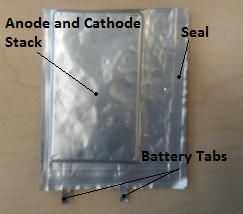 Anode and Cathode
Stack
Seal
Battery Tabs